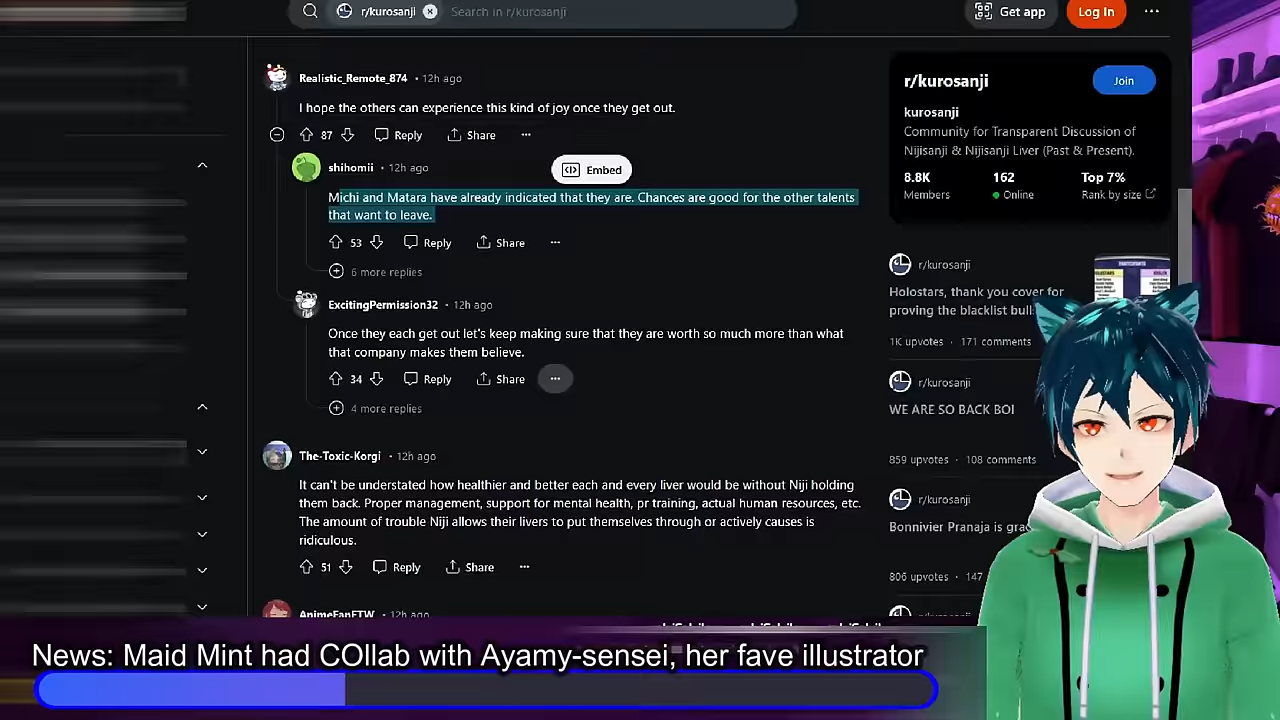 r/kurosanji
Search in r/kurosanji
Get app
Log In
Realistic_Remote_874 • 12h ago
I hope the others can experience this kind of joy once they get out.
87 Reply Share
shihomii • 12h ago
Embed
Michi and Matara have already indicated that they are. Chances are good for the other talents
that want to leave.
53 Reply Share
6 more replies
ExcitingPermission32 • 12h ago
Once they each get out let's keep making sure that they are worth so much more than what
that company makes them believe.
34 Reply Share
4 more replies
The-Toxic-Korgi • 12h ago
It can't be understood how healthier and better each and every liver would be without Niji holding
them back. Proper management, support for mental health, pr training, actual human resources, etc.
The amount of trouble Niji allows their livers to put themselves through or actively causes is
ridiculous.
51 Reply Share
AnimeFanFTW • 12h ago
r/kurosanji
Join
kurosanji
Community for Transparent Discussion of
Nijisanji & Nijisanji Liver (Past & Present).
8.8K 162 Top 7%
Members Online Rank by size
r/kurosanji
Holostars, thank you cover for
proving the blacklist bull
1K upvotes · 171 comments
r/kurosanji
WE ARE SO BACK BOI
859 upvotes · 108 comments
r/kurosanji
Bonnivier Pranaja is gra
806 upvotes · 147
News: Maid Mint had COllab with Ayamy-sensei, her fave illustrator